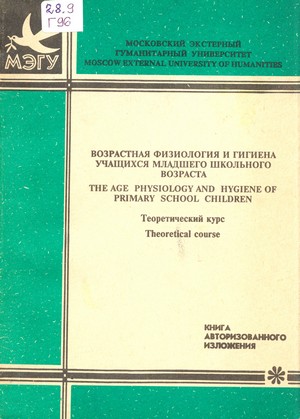 28.9
Г96
МЭГУ
МОСКОВСКИЙ ЭКСТЕРНЫЙ
ГУМАНИТАРНЫЙ УНИВЕРСИТЕТ
MOSCOW EXTERNAL UNIVERSITY OF HUMANITIES
ВОЗРАСТНАЯ ФИЗИОЛОГИЯ И ГИГИЕНА
УЧАЩИХСЯ МЛАДШЕГО ШКОЛЬНОГО
ВОЗРАСТА
THE AGE PHYSIOLOGY AND HYGIENE OF
PRIMARY SCHOOL CHILDREN
Теоретический курс
Theoretical course
КНИГА
АВТОРИЗОВАННОГО
ИЗЛОЖЕНИЯ